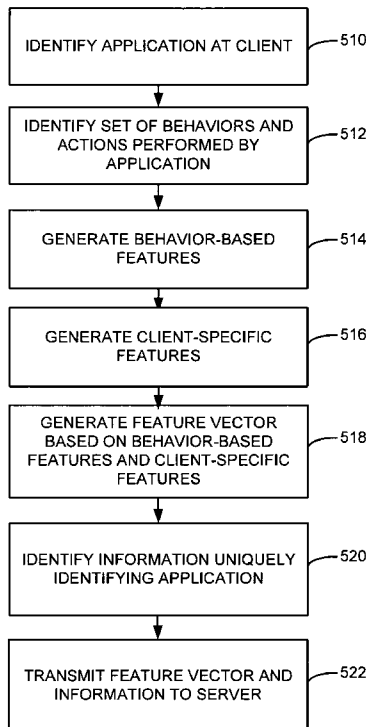 IDENTIFY APPLICATION AT CLIENT
510
IDENTIFY SET OF BEHAVIORS AND
ACTIONS PERFORMED BY
APPLICATION
512
GENERATE BEHAVIOR-BASED
FEATURES
514
GENERATE CLIENT-SPECIFIC
FEATURES
516
GENERATE FEATURE VECTOR
BASED ON BEHAVIOR-BASED
FEATURES AND CLIENT-SPECIFIC
FEATURES
518
IDENTIFY INFORMATION UNIQUELY
IDENTIFYING APPLICATION
520
TRANSMIT FEATURE VECTOR AND
INFORMATION TO SERVER
522